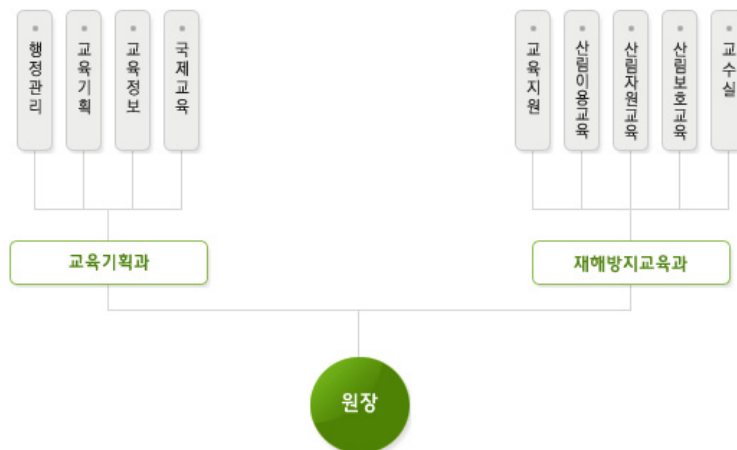 행정관리
교육기획
교육정보
국제교육
교육지원
산림이용교육
산림자원교육
산림보호교육
교수실
교육기획과
재해방지교육과
원장